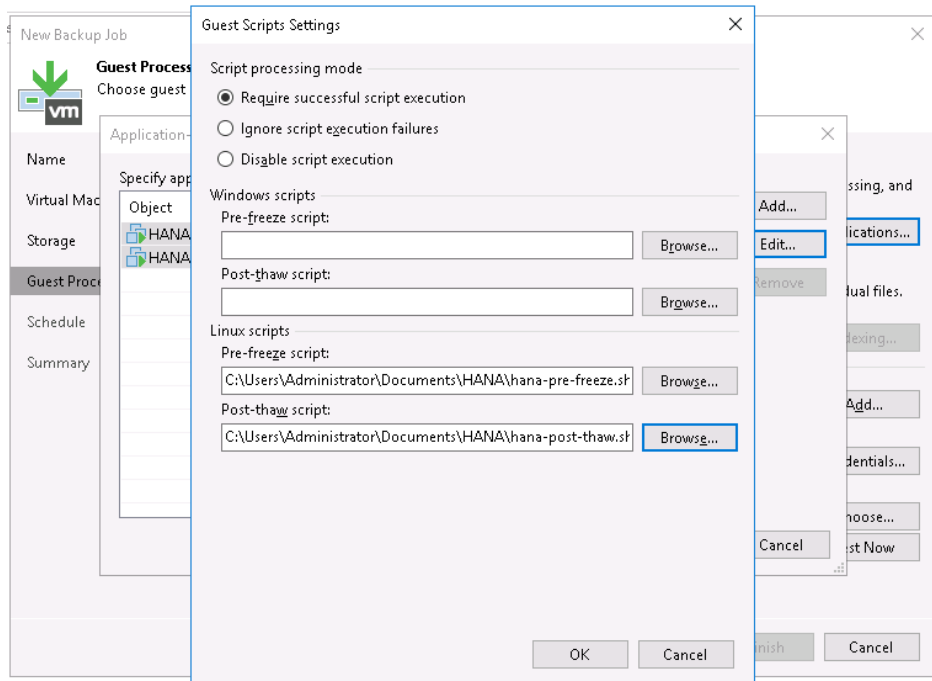 New Backup Job
Guest Process
Choose guest
vm
Name
Virtual Mac
Storage
Guest Proce
Schedule
Summary
Application-
Specify app
Object
HANA
HANA
Guest Scripts Settings
Script processing mode
Require successful script execution
Ignore script execution failures
Disable script execution
Windows scripts
Pre-freeze script:
Browse...
Post-thaw script:
Browse...
Linux scripts
Pre-freeze script:
C:\Users\Administrator\Documents\HANA\hana-pre-freeze.sh
Browse...
Post-thaw script:
C:\Users\Administrator\Documents\HANA\hana-post-thaw.sh
Browse...
OK
Cancel
Add...
Edit...
Remove
Cancel
ssing, and
lications...
dual files.
dexing...
Add...
dentials...
hoose...
est Now
inish
Cancel